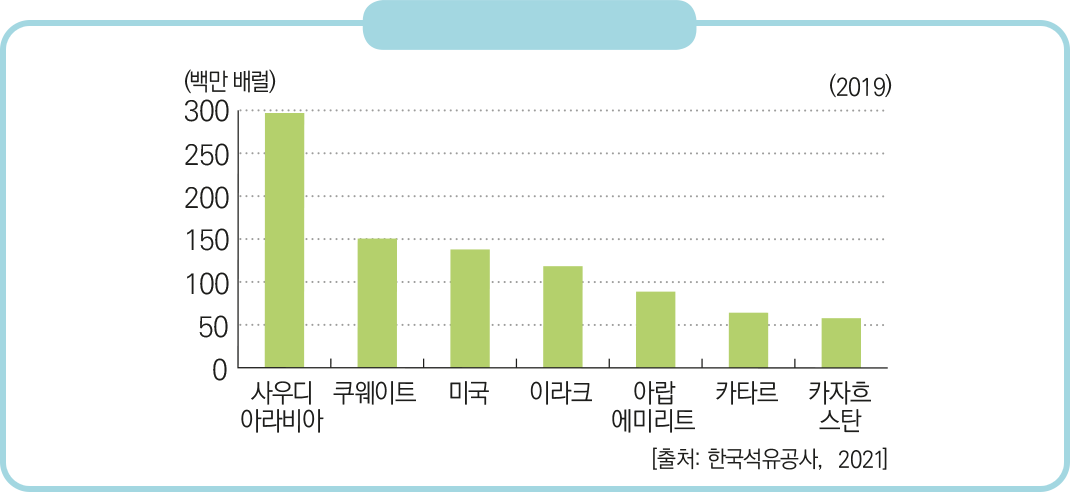 (백만 배럴)
(2019)
300
250
200
150
100
50
0
사우디
아라비아
쿠웨이트
미국
이라크
아랍
에미리트
카타르
카자흐
스탄
[출처: 한국석유공사, 2021]